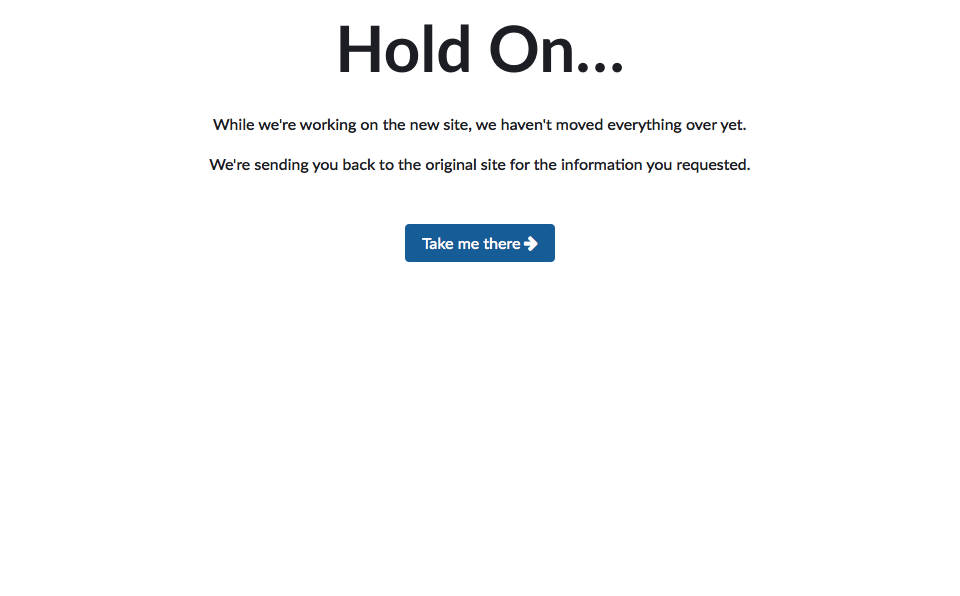 Hold On...
While we're working on the new site, we haven't moved everything over yet.
We're sending you back to the original site for the information you requested.
Take me there